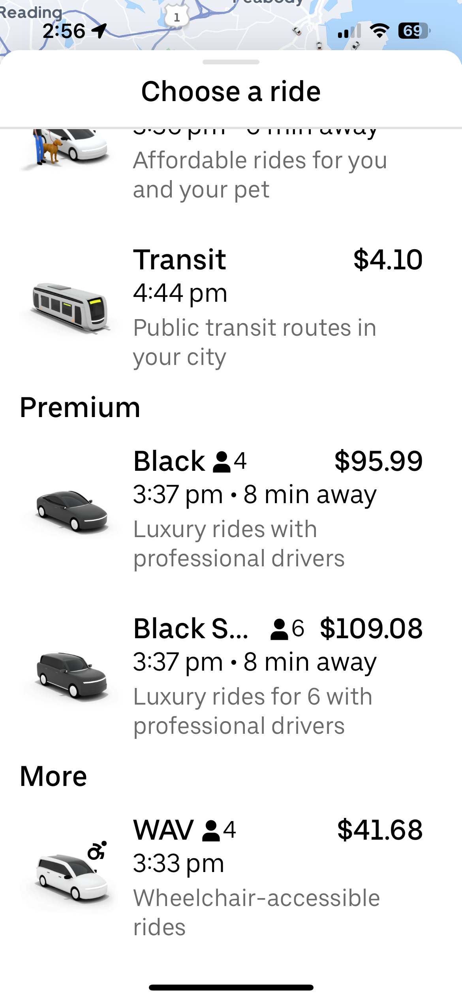 Reading
1
2:56
69
Choose a ride
min away
Affordable rides for you
and your pet
Transit $4.10
4:44 pm
Public transit routes in
your city
Premium
Black 4 $95.99
3:37 pm • 8 min away
Luxury rides with
professional drivers
Black S... 6 $109.08
3:37 pm • 8 min away
Luxury rides for 6 with
professional drivers
More
WAV 4 $41.68
3:33 pm
Wheelchair-accessible
rides